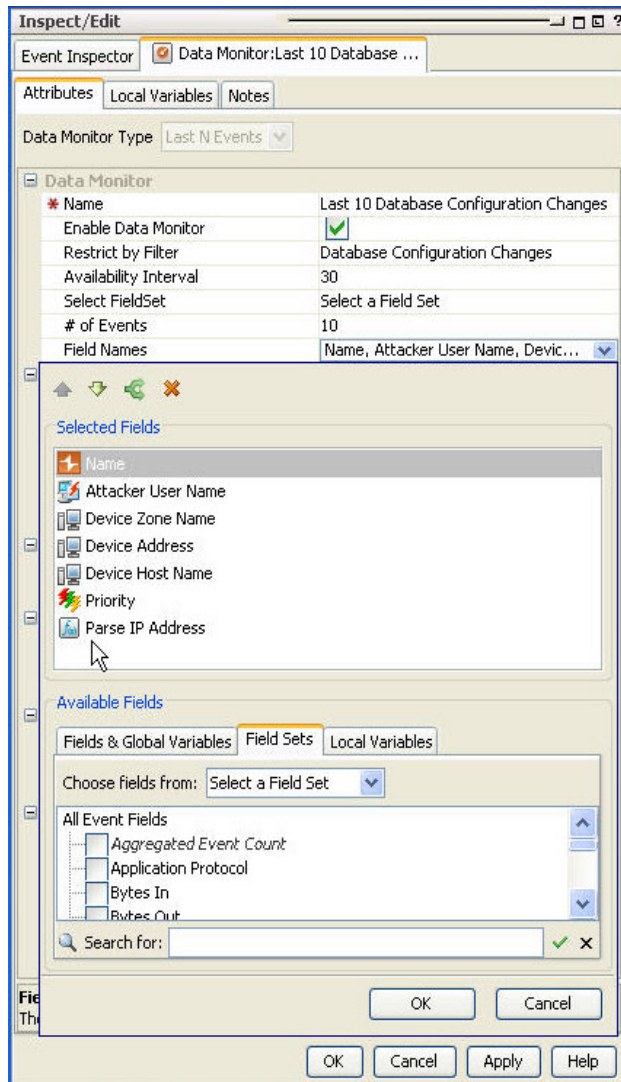 Inspect/Edit
Event Inspector Data Monitor:Last 10 Database ...
Attributes Local Variables Notes
Data Monitor Type Last N Events
Data Monitor
* Name Last 10 Database Configuration Changes
Enable Data Monitor
Restrict by Filter Database Configuration Changes
Availability Interval 30
Select FieldSet Select a Field Set
# of Events 10
Field Names Name, Attacker User Name, Devic...
Selected Fields
Name
Attacker User Name
Device Zone Name
Device Address
Device Host Name
Priority
Parse IP Address
Available Fields
Fields & Global Variables Field Sets Local Variables
Choose fields from: Select a Field Set
All Event Fields
Aggregated Event Count
Application Protocol
Bytes In
Bytes Out
Search for:
OK Cancel
Fie
The
OK Cancel Apply Help